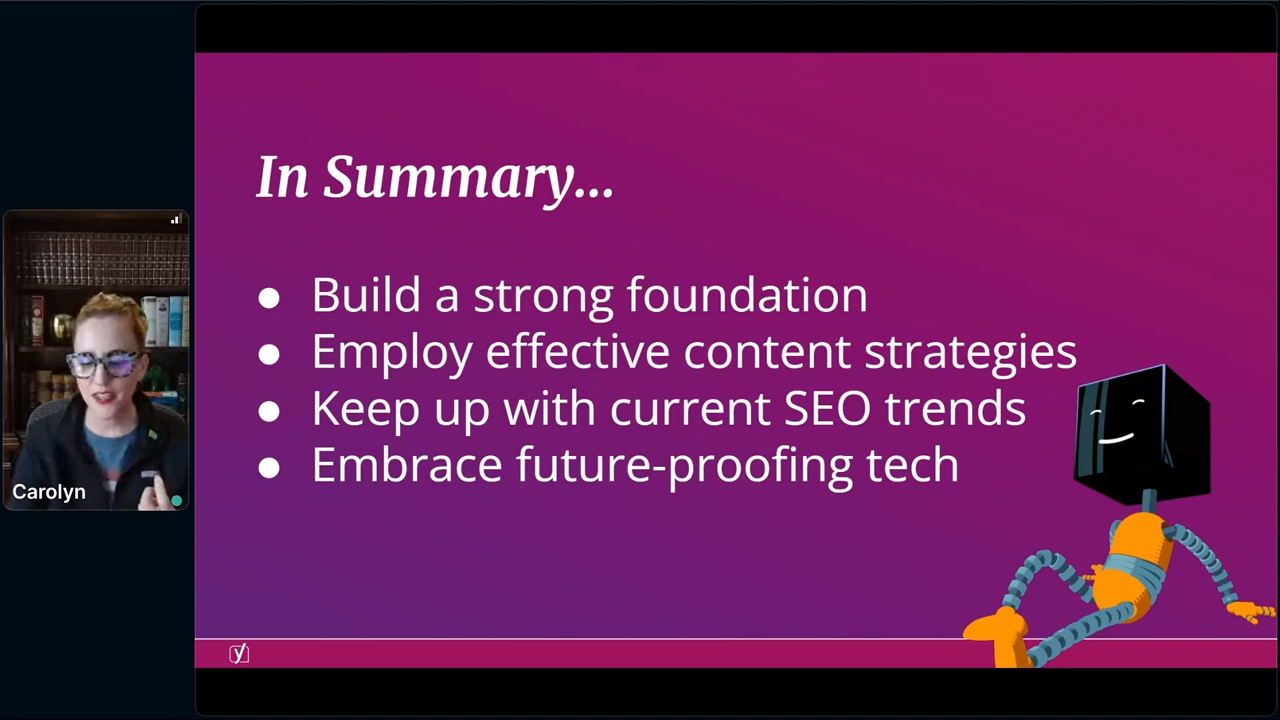 In Summary...
● Build a strong foundation
● Employ effective content strategies
● Keep up with current SEO trends
● Embrace future-proofing tech
Carolyn
y